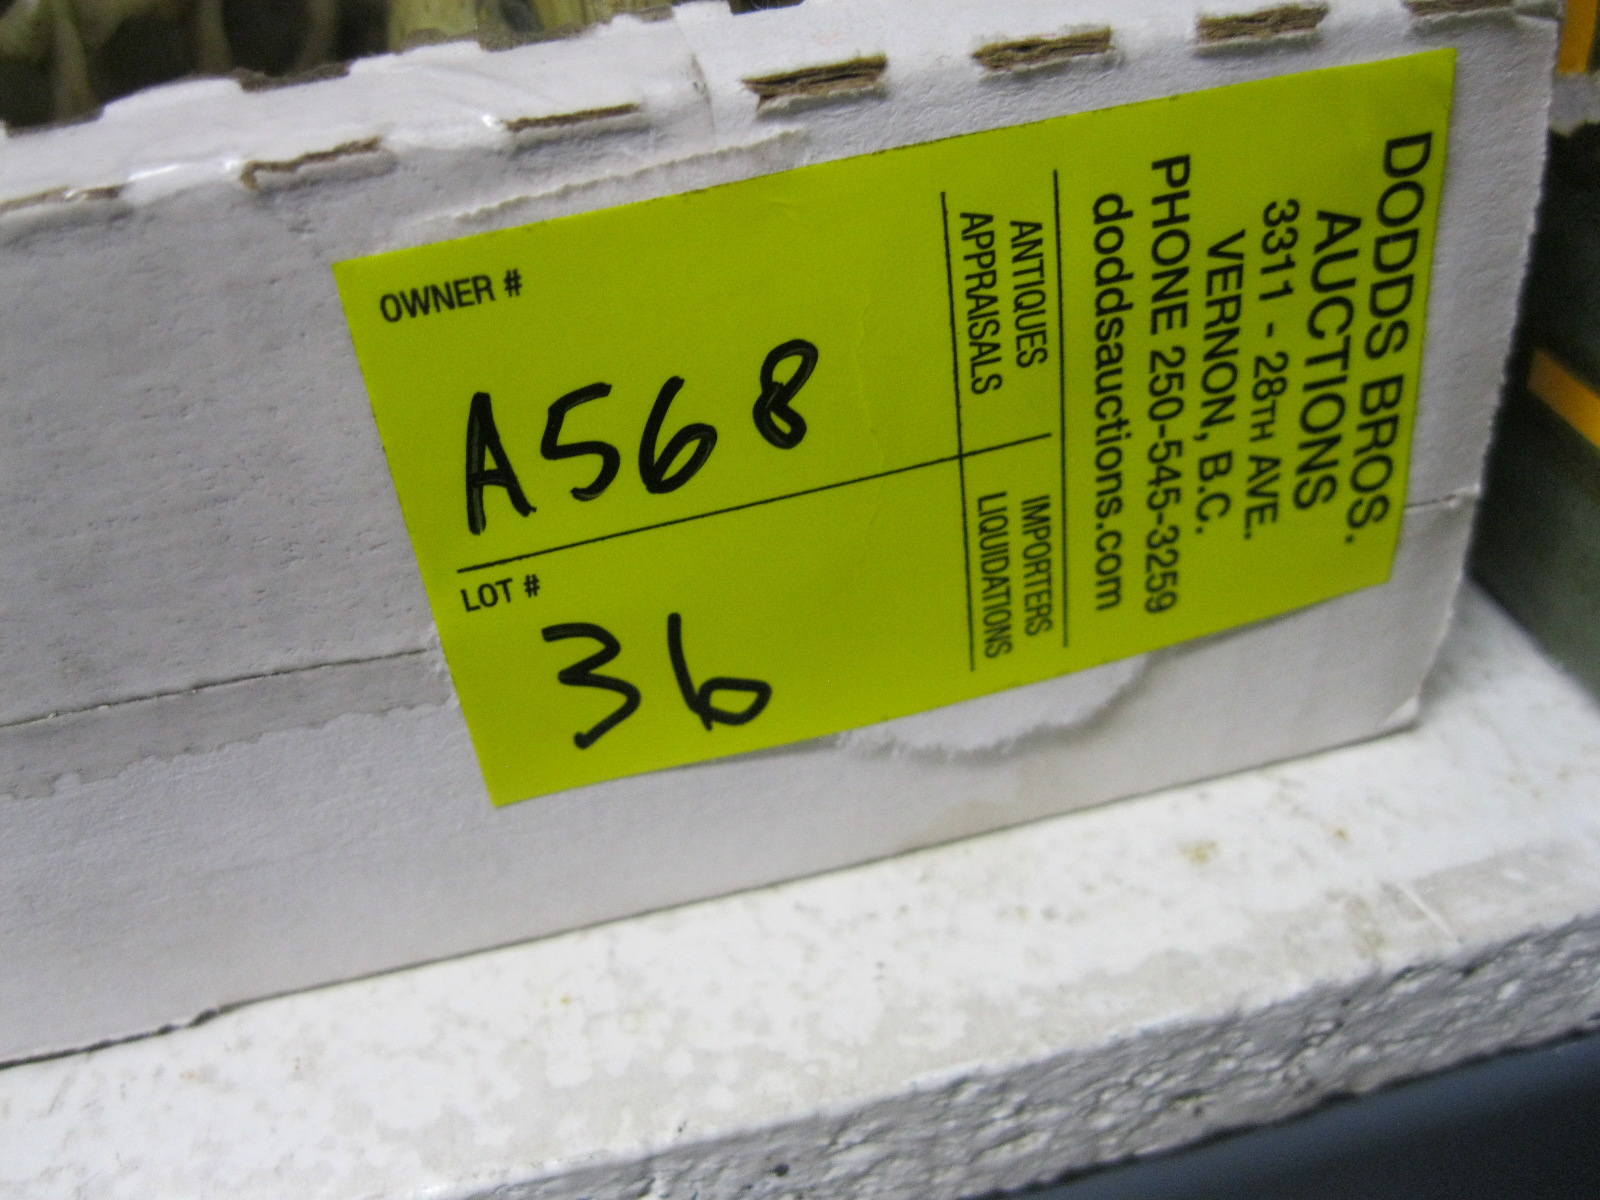 DODDS BROS.
AUCTIONS
3311 - 28TH AVE.
VERNON, B.C.
PHONE 250-545-3259
doddsauctions.com
ANTIQUES
APPRAISALS
IMPORTERS
LIQUIDATIONS
OWNER #
A568
LOT #
36